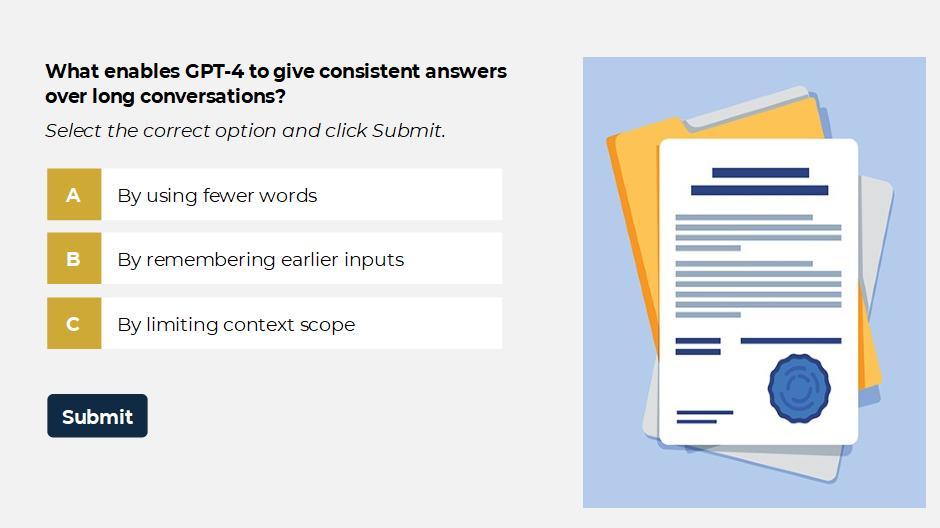 What enables GPT-4 to give consistent answers
over long conversations?
Select the correct option and click Submit.
A By using fewer words
B By remembering earlier inputs
C By limiting context scope
Submit